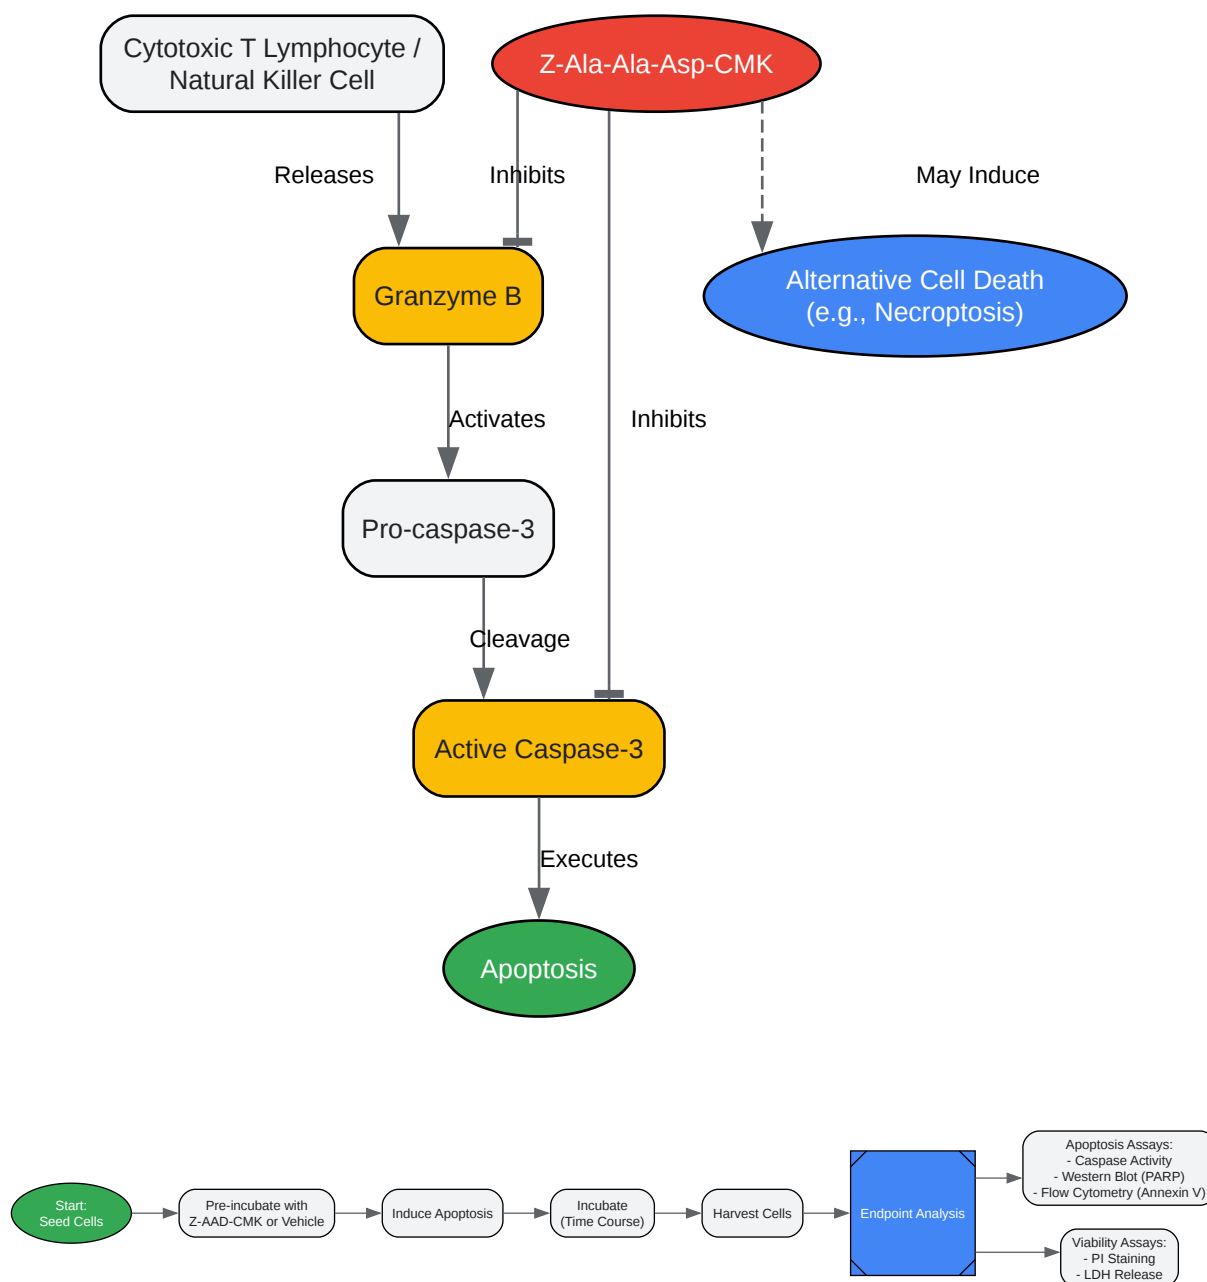 Cytotoxic T Lymphocyte /
Natural Killer Cell
Z-Ala-Ala-Asp-CMK
Releases
Inhibits
May Induce
Granzyme B
Alternative Cell Death
(e.g., Necroptosis)
Activates
Inhibits
Pro-caspase-3
Cleavage
Active Caspase-3
Executes
Apoptosis
Start:
Seed Cells
Pre-incubate with
Z-AAD-CMK or Vehicle
Induce Apoptosis
Incubate
(Time Course)
Harvest Cells
Endpoint Analysis
Apoptosis Assays:
- Caspase Activity
- Western Blot (PARP)
- Flow Cytometry (Annexin V)
Viability Assays:
- PI Staining
- LDH Release